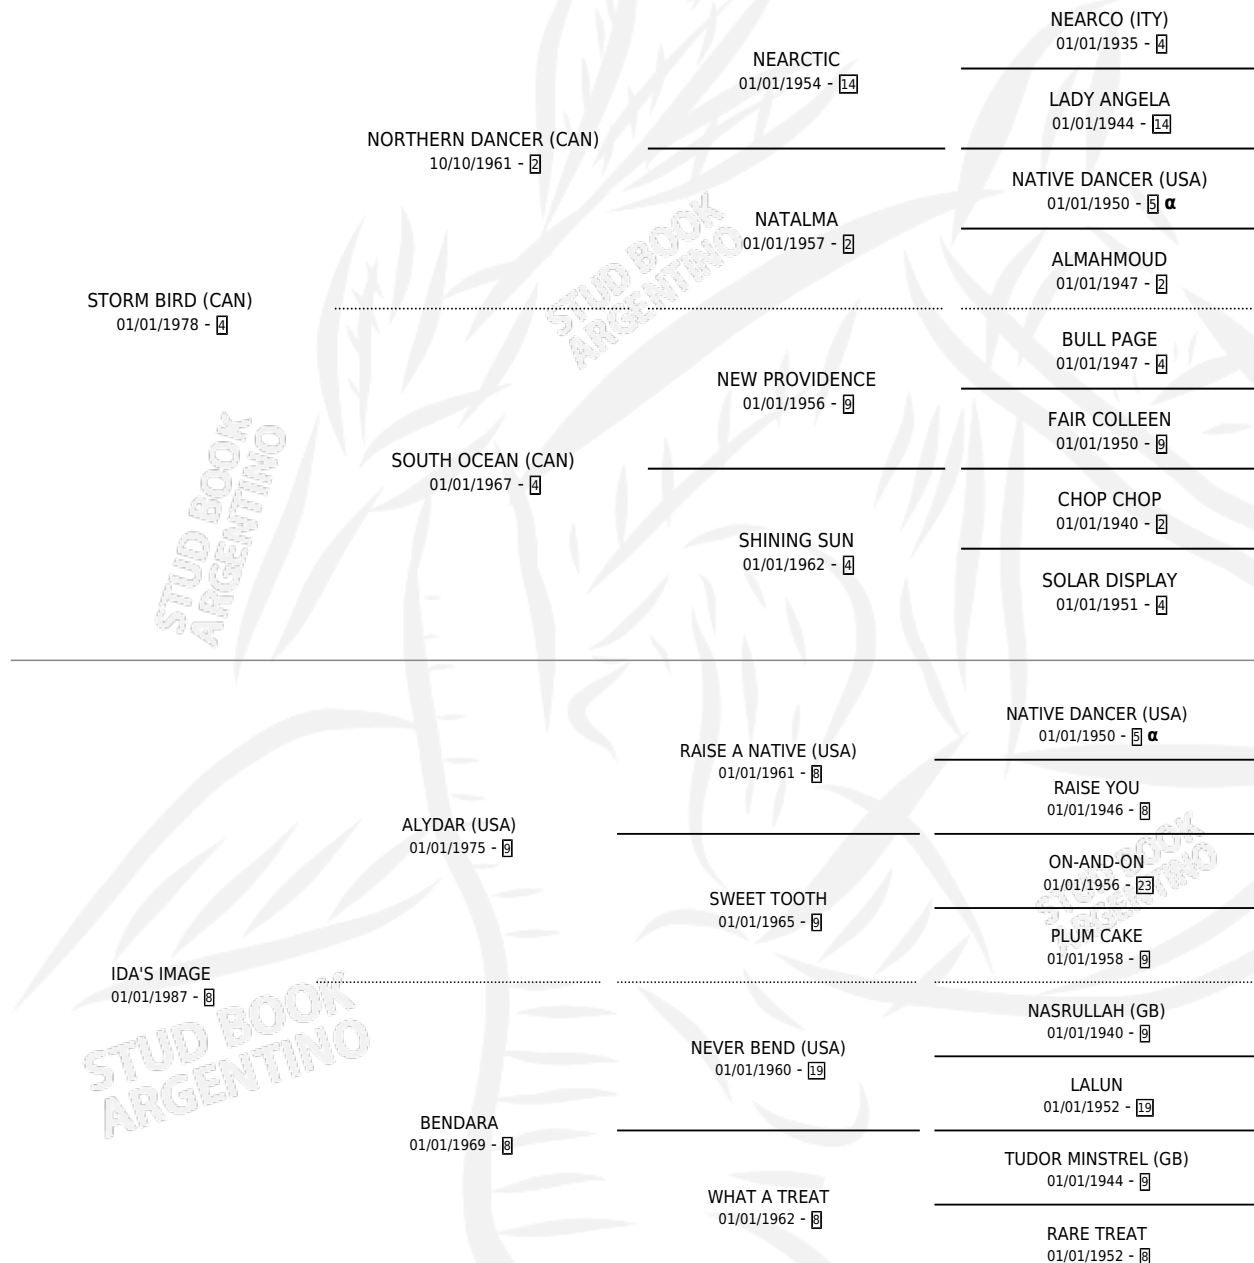 NEARCO (ITY)
01/01/1935 - 4
NEARCTIC
01/01/1954 - 14
LADY ANGELA
01/01/1944 - 14
NORTHERN DANCER (CAN)
10/10/1961 - 2
NATIVE DANCER (USA)
01/01/1950 - 5 α
NATALMA
01/01/1957 - 2
ALMAHMOUD
01/01/1947 - 2
STORM BIRD (CAN)
01/01/1978 - 4
BULL PAGE
01/01/1947 - 4
NEW PROVIDENCE
01/01/1956 - 9
FAIR COLLEEN
01/01/1950 - 9
SOUTH OCEAN (CAN)
01/01/1967 - 4
CHOP CHOP
01/01/1940 - 2
SHINING SUN
01/01/1962 - 4
SOLAR DISPLAY
01/01/1951 - 4
NATIVE DANCER (USA)
01/01/1950 - 5 α
RAISE A NATIVE (USA)
01/01/1961 - 8
RAISE YOU
01/01/1946 - 8
ALYDAR (USA)
01/01/1975 - 9
ON-AND-ON
01/01/1956 - 23
SWEET TOOTH
01/01/1965 - 9
PLUM CAKE
01/01/1958 - 9
IDA'S IMAGE
01/01/1987 - 8
NASRULLAH (GB)
01/01/1940 - 9
NEVER BEND (USA)
01/01/1960 - 19
LALUN
01/01/1952 - 19
BENDARA
01/01/1969 - 8
TUDOR MINSTREL (GB)
01/01/1944 - 9
WHAT A TREAT
01/01/1962 - 8
RARE TREAT
01/01/1952 - 8
STUD BOOK
ARGENTINO
STUD BOOK
ARGENTINO
STUD BOOK
ARGENTINO
STUD BOOK
ARGENTINO